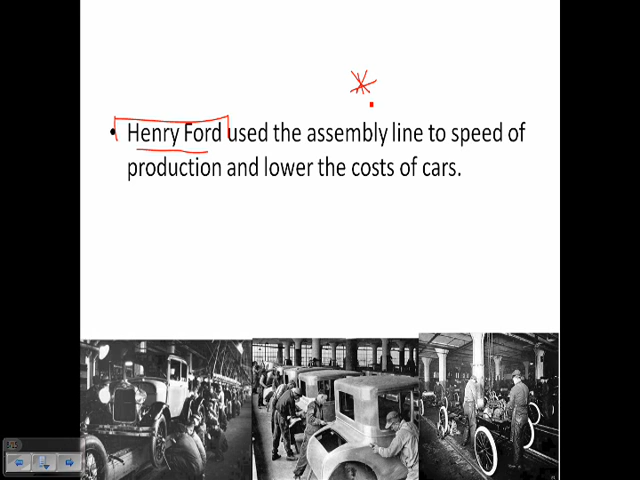 • Henry Ford used the assembly line to speed of
production and lower the costs of cars.